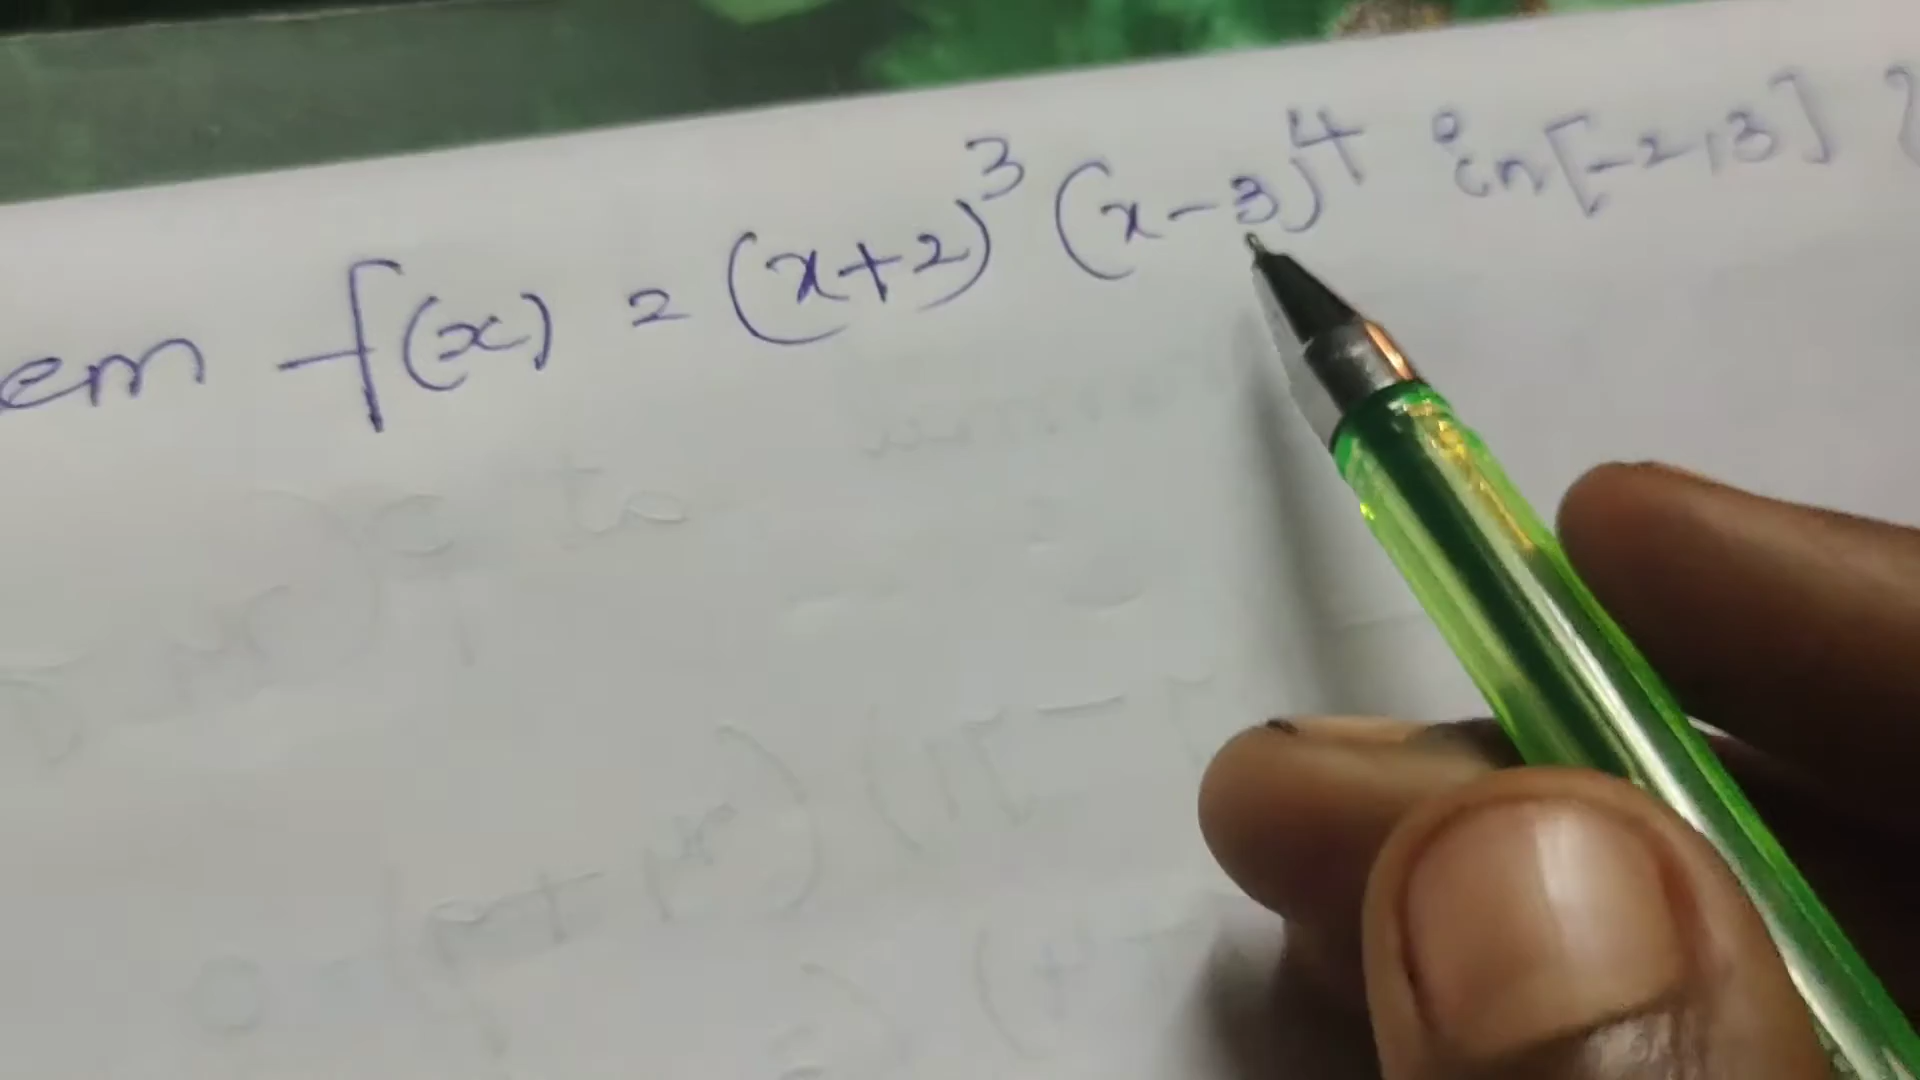 em f(x) = (x+2)³ (x-3)⁴ in [-2,3]